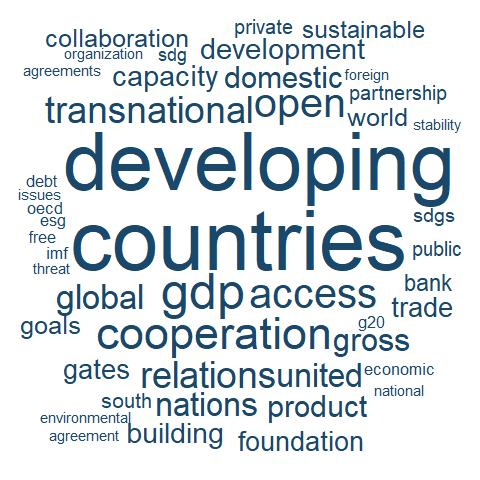 private sustainable
collaboration
organization sdg development
agreements capacity domestic foreign
transnational open partnership
world stability
developing
debt
issues
oecd
esg
free
imf
threat
countries
sdgs
public
global gdp access bank
trade
goals cooperation g20
gross
gates relations united economic
national
south nations product
environmental
agreement building foundation